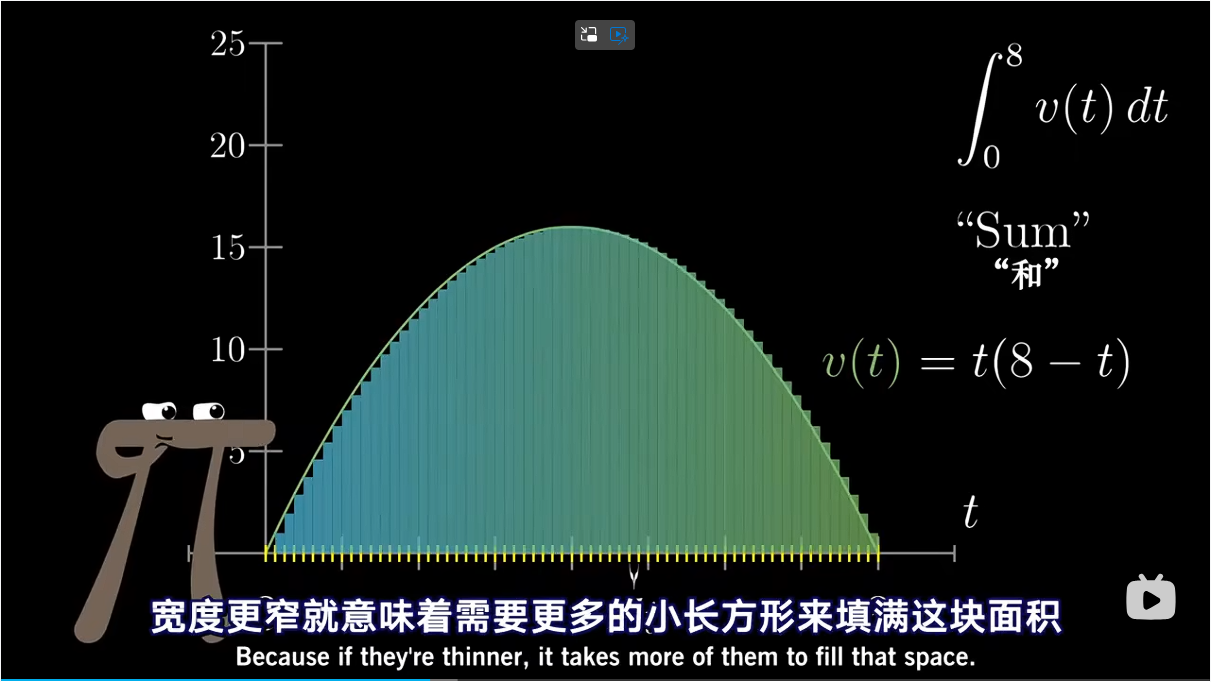 25
20
15
10
5
∫₀⁸ v(t) dt
“Sum”
“和”
v(t) = t(8 − t)
t
宽度更窄就意味着需要更多的小长方形来填满这块面积
Because if they're thinner, it takes more of them to fill that space.